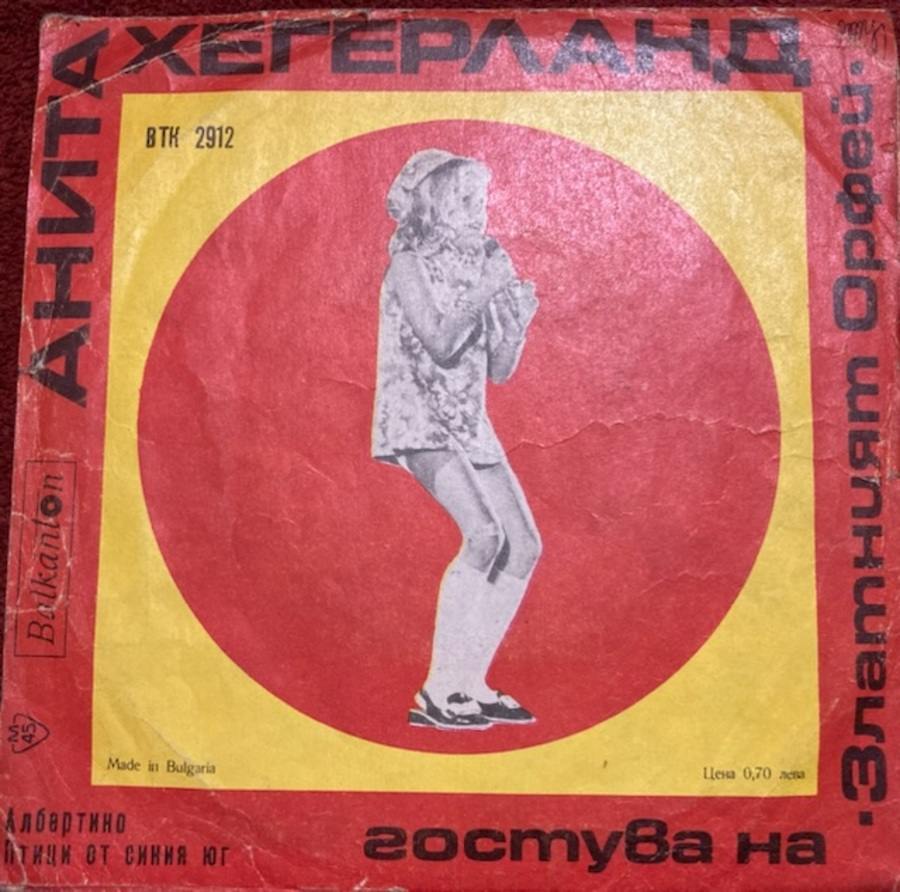 АНИТА
ХЕГЕРЛАНД
ВТК 2912
гостува на
"Златният Орфей"
Balkanton
М 45
Made in Bulgaria
Цена 0,70 лева
Албертино
Птици от синия юг